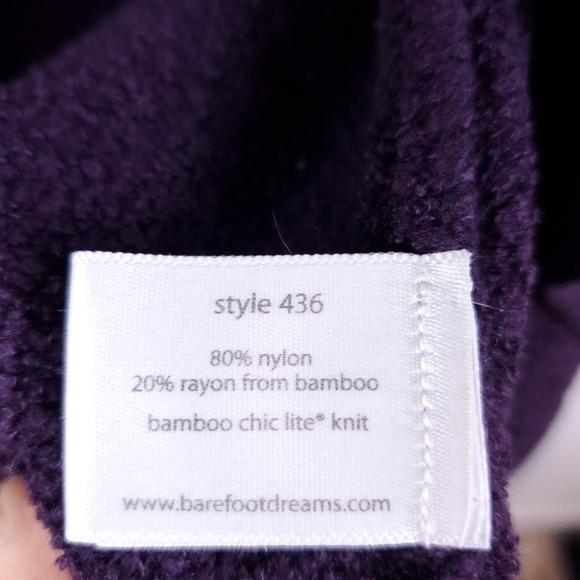 style 436
80% nylon
20% rayon from bamboo
bamboo chic lite® knit
www.barefootdreams.com